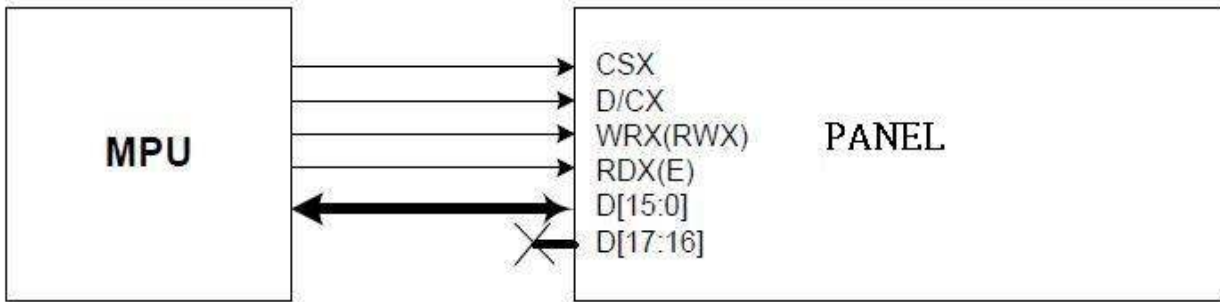 MPU
CSX
D/CX
WRX(RWX)
RDX(E)
D[15:0]
D[17:16]
PANEL